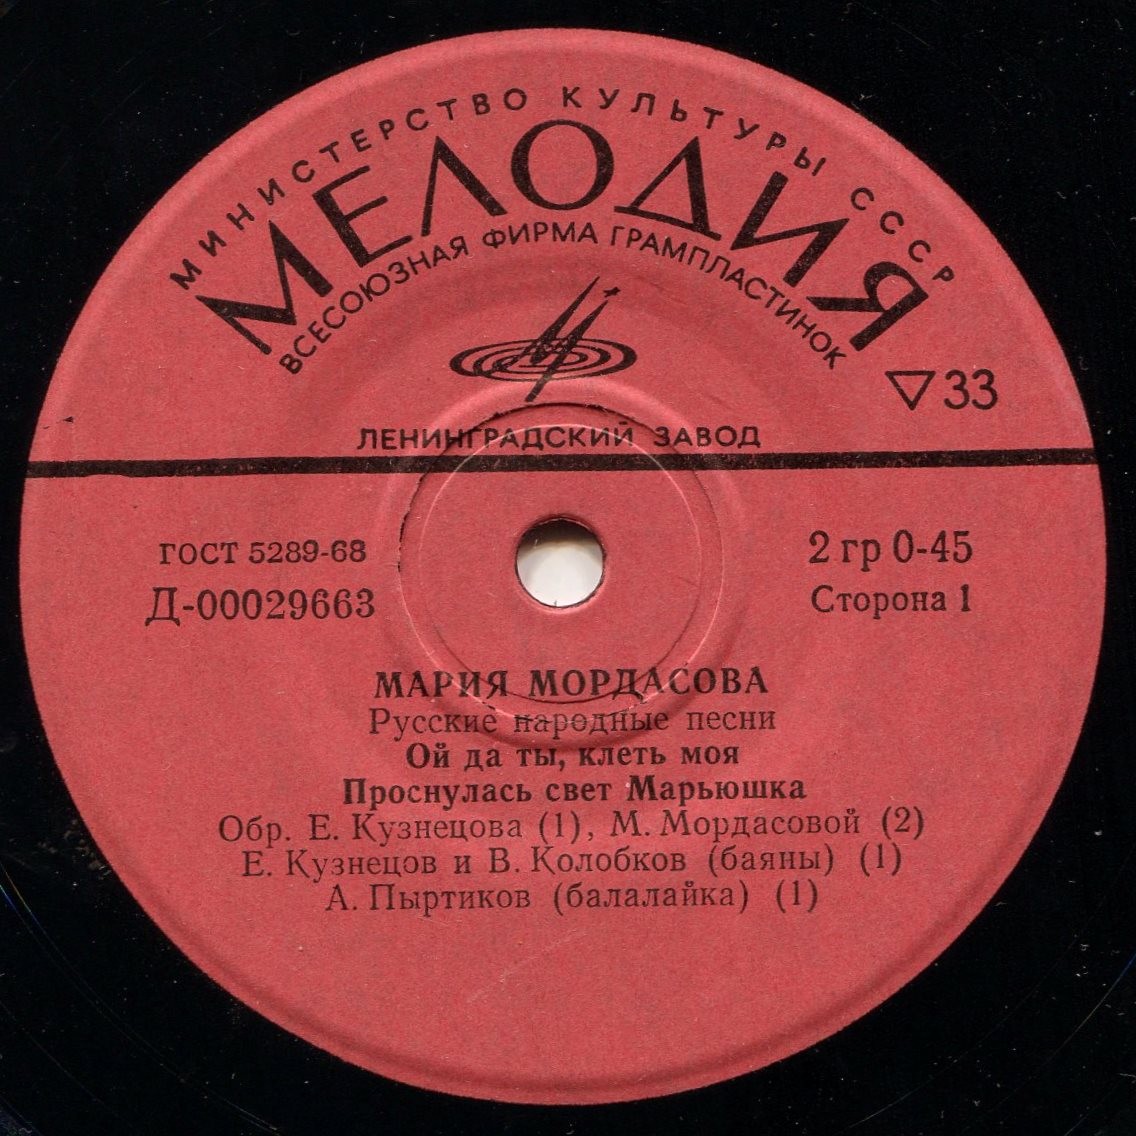 МИНИСТЕРСТВО КУЛЬТУРЫ СССР
МЕЛОДИЯ
ВСЕСОЮЗНАЯ ФИРМА ГРАМПЛАСТИНОК
▽33
ЛЕНИНГРАДСКИЙ ЗАВОД
ГОСТ 5289-68
2 гр 0-45
Д-00029663
Сторона 1
МАРИЯ МОРДАСОВА
Русские народные песни
Ой да ты, клеть моя
Проснулась свет Марьюшка
Обр. Е. Кузнецова (1), М. Мордасовой (2)
Е. Кузнецов и В. Колобков (баяны) (1)
А. Пыртиков (балалайка) (1)